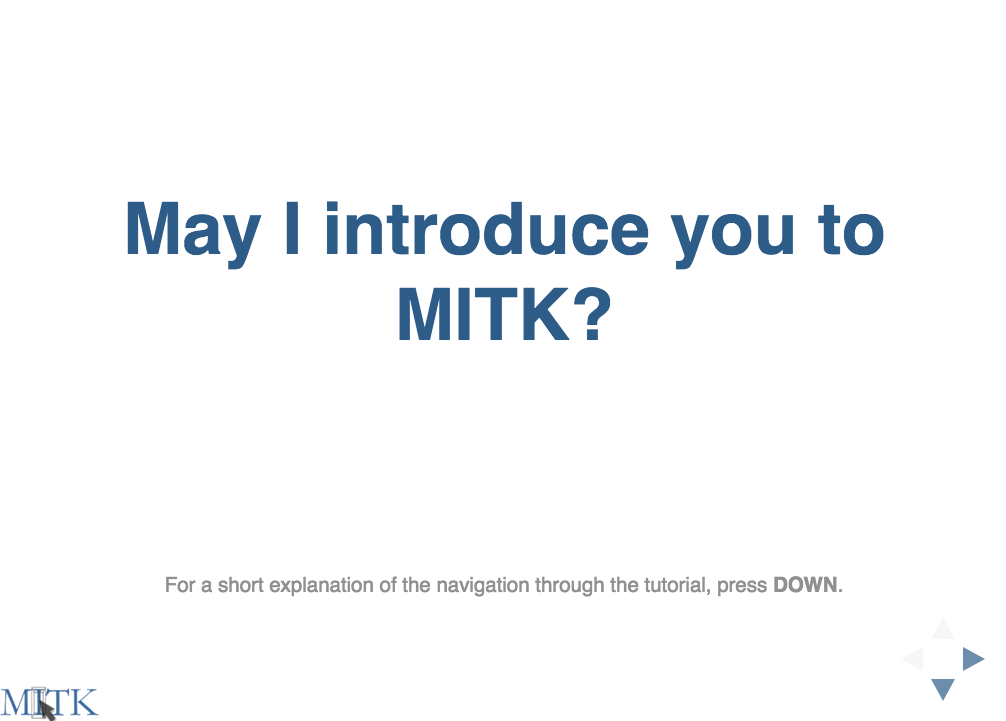 May I introduce you to
MITK?
For a short explanation of the navigation through the tutorial, press DOWN.
MITK